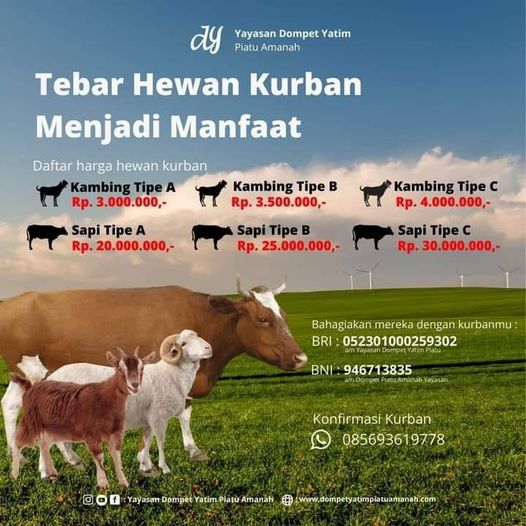 Yayasan Dompet Yatim
Piatu Amanah
Tebar Hewan Kurban
Menjadi Manfaat
Daftar harga hewan kurban
Kambing Tipe A
Rp. 3.000.000,-
Kambing Tipe B
Rp. 3.500.000,-
Kambing Tipe C
Rp. 4.000.000,-
Sapi Tipe A
Rp. 20.000.000,-
Sapi Tipe B
Rp. 25.000.000,-
Sapi Tipe C
Rp. 30.000.000,-
Bahagiakan mereka dengan kurbanmu :
BRI : 052301000259302
a/n Yayasan Dompet Yatim Piatu
BNI : 946713835
a/n Dompet Piatu Amanah Yayasan
Konfirmasi Kurban
085693619778
: Yayasan Dompet Yatim Piatu Amanah
: www.dompetyatimpiatuamanah.com